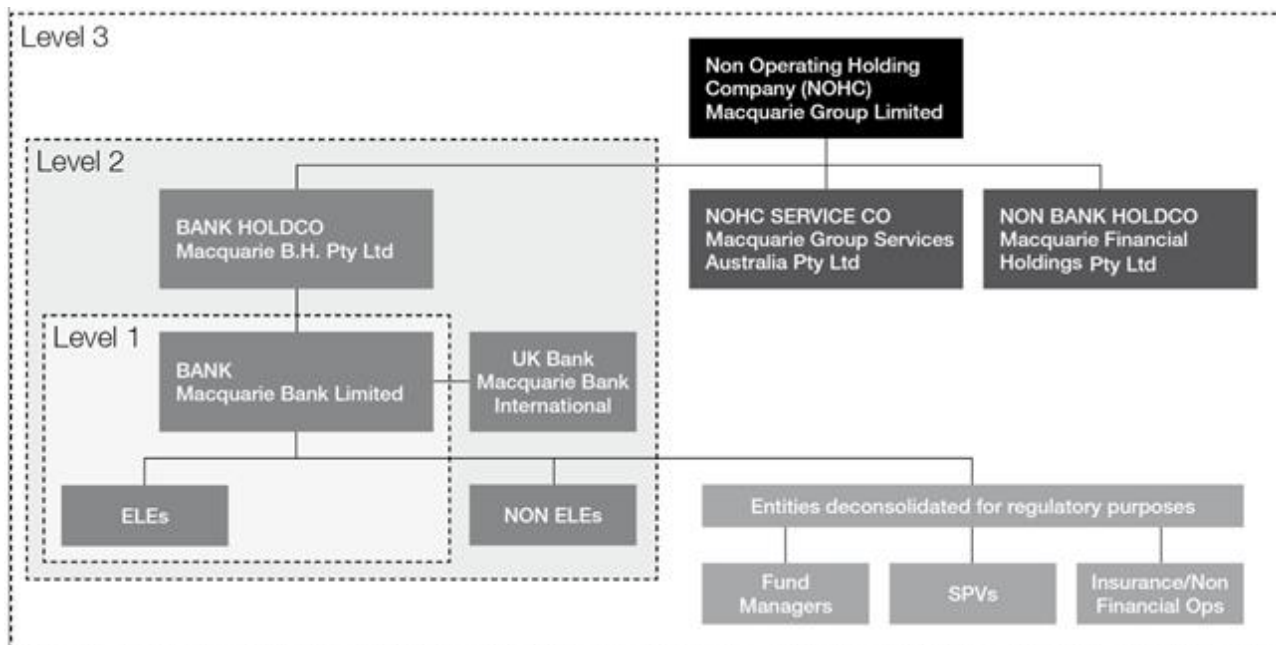 Level 3
Non Operating Holding
Company (NOHC)
Macquarie Group Limited
Level 2
BANK HOLDCO
Macquarie B.H. Pty Ltd
NOHC SERVICE CO
Macquarie Group Services
Australia Pty Ltd
NON BANK HOLDCO
Macquarie Financial
Holdings Pty Ltd
Level 1
BANK
Macquarie Bank Limited
UK Bank
Macquarie Bank
International
ELEs
NON ELEs
Entities deconsolidated for regulatory purposes
Fund
Managers
SPVs
Insurance/Non
Financial Ops